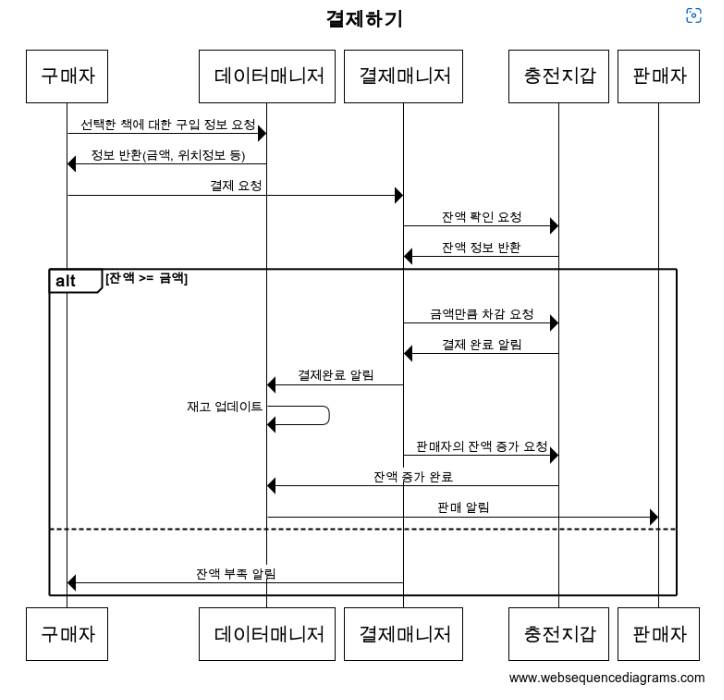 결제하기
구매자 데이터매니저 결제매니저 충전지갑 판매자
선택한 책에 대한 구입 정보 요청
정보 반환(금액, 위치정보 등)
결제 요청
잔액 확인 요청
잔액 정보 반환
alt [잔액 >= 금액]
금액만큼 차감 요청
결제 완료 알림
결제완료 알림
재고 업데이트
판매자의 잔액 증가 요청
잔액 증가 완료
판매 알림
잔액 부족 알림
구매자 데이터매니저 결제매니저 충전지갑 판매자
www.websequencediagrams.com